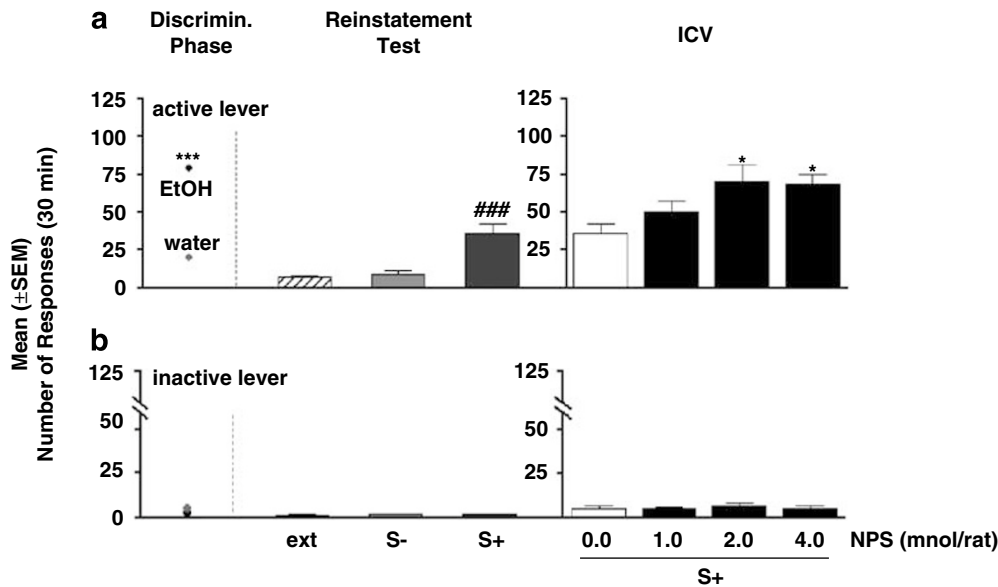 a
Discrimin.
Phase
Reinstatement
Test
ICV
Mean (±SEM)
Number of Responses (30 min)
125
100
75
50
25
0
active lever
***
EtOH
water
###
125
100
75
50
25
*
*
b
125
50
25
0
inactive lever
125
50
25
ext S- S+
0.0 1.0 2.0 4.0 NPS (mnol/rat)
S+